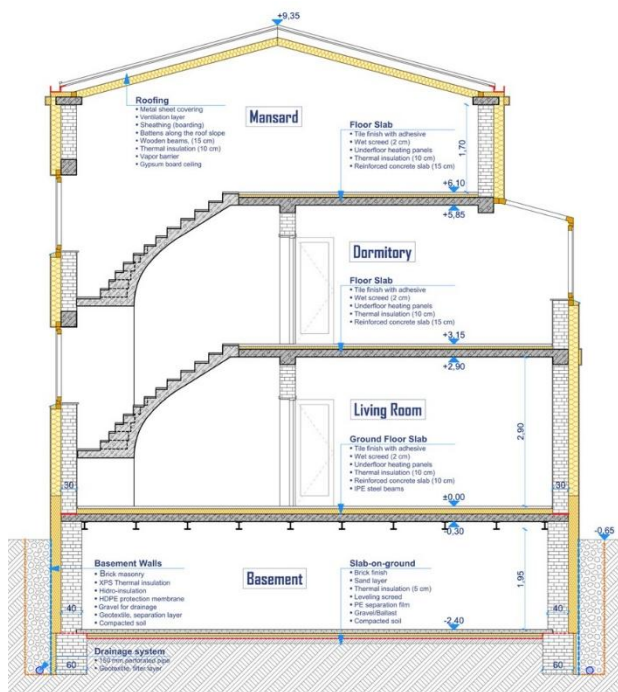 +9,35
Roofing
• Metal sheet covering
• Ventilation layer
• Sheathing (boarding)
• Battens along the roof slope
• Wooden beams, (15 cm)
• Thermal insulation (10 cm)
• Vapor barrier
• Gypsum board ceiling
Mansard
Floor Slab
• Tile finish with adhesive
• Wet screed (2 cm)
• Underfloor heating panels
• Thermal insulation (10 cm)
• Reinforced concrete slab (15 cm)
1,70
+6,10
+5,85
Dormitory
Floor Slab
• Tile finish with adhesive
• Wet screed (2 cm)
• Underfloor heating panels
• Thermal insulation (10 cm)
• Reinforced concrete slab (15 cm)
+3,15
+2,90
Living Room
2,90
Ground Floor Slab
• Tile finish with adhesive
• Wet screed (2 cm)
• Underfloor heating panels
• Thermal insulation (10 cm)
• Reinforced concrete slab (10 cm)
• IPE steel beams
30
30
±0,00
-0,30
-0,65
Basement Walls
• Brick masonry
• XPS Thermal insulation
• Hidro-insulation
• HDPE protection membrane
• Gravel for drainage
• Geotextile, separation layer
• Compacted soil
Basement
Slab-on-ground
• Brick finish
• Sand layer
• Thermal insulation (5 cm)
• Leveling screed
• PE separation film
• Gravel/Ballast
• Compacted soil
1,95
40
40
-2,40
Drainage system
• 160 mm perforated pipe
• Geotextile, filter layer
60
60